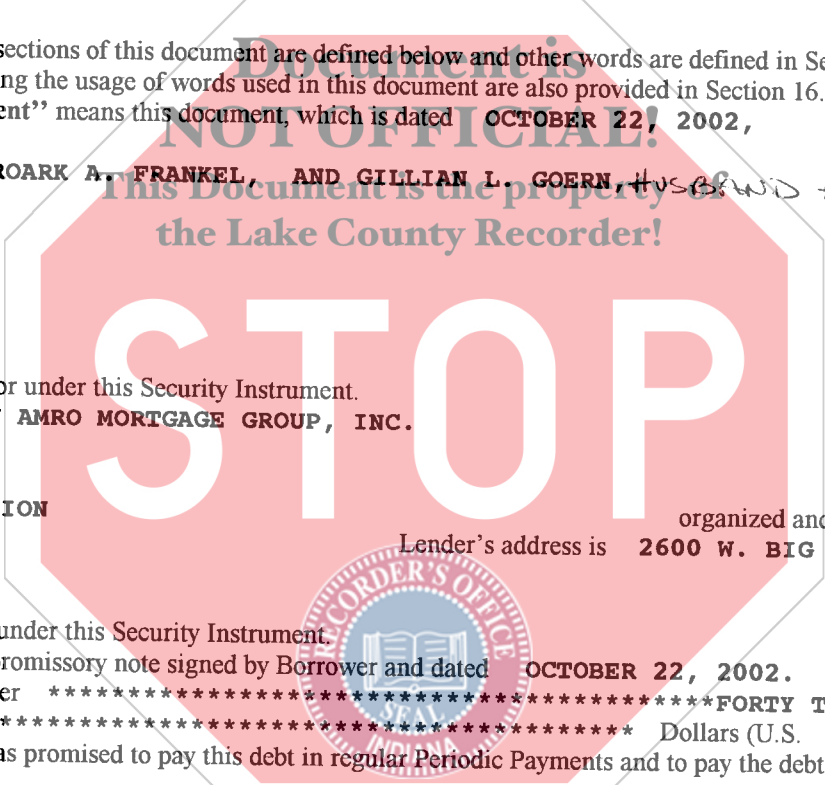 sections of this document are defined below and other words are defined in Se
Document is
ng the usage of words used in this document are also provided in Section 16.
ent” means this document, which is dated OCTOBER 22, 2002,
NOT OFFICIAL!
ROARK A. FRANKEL, AND GILLIAN L. GOERN, HUSBAND +
This Document is the property of
the Lake County Recorder!
STOP
or under this Security Instrument.
AMRO MORTGAGE GROUP, INC.
ION
organized and
Lender’s address is 2600 W. BIG
RECORDER'S OFFICE
under this Security Instrument.
romissory note signed by Borrower and dated OCTOBER 22, 2002.
er ******************************************FORTY T
SEAL
**************************************** Dollars (U.S.
INDIANA
as promised to pay this debt in regular Periodic Payments and to pay the debt